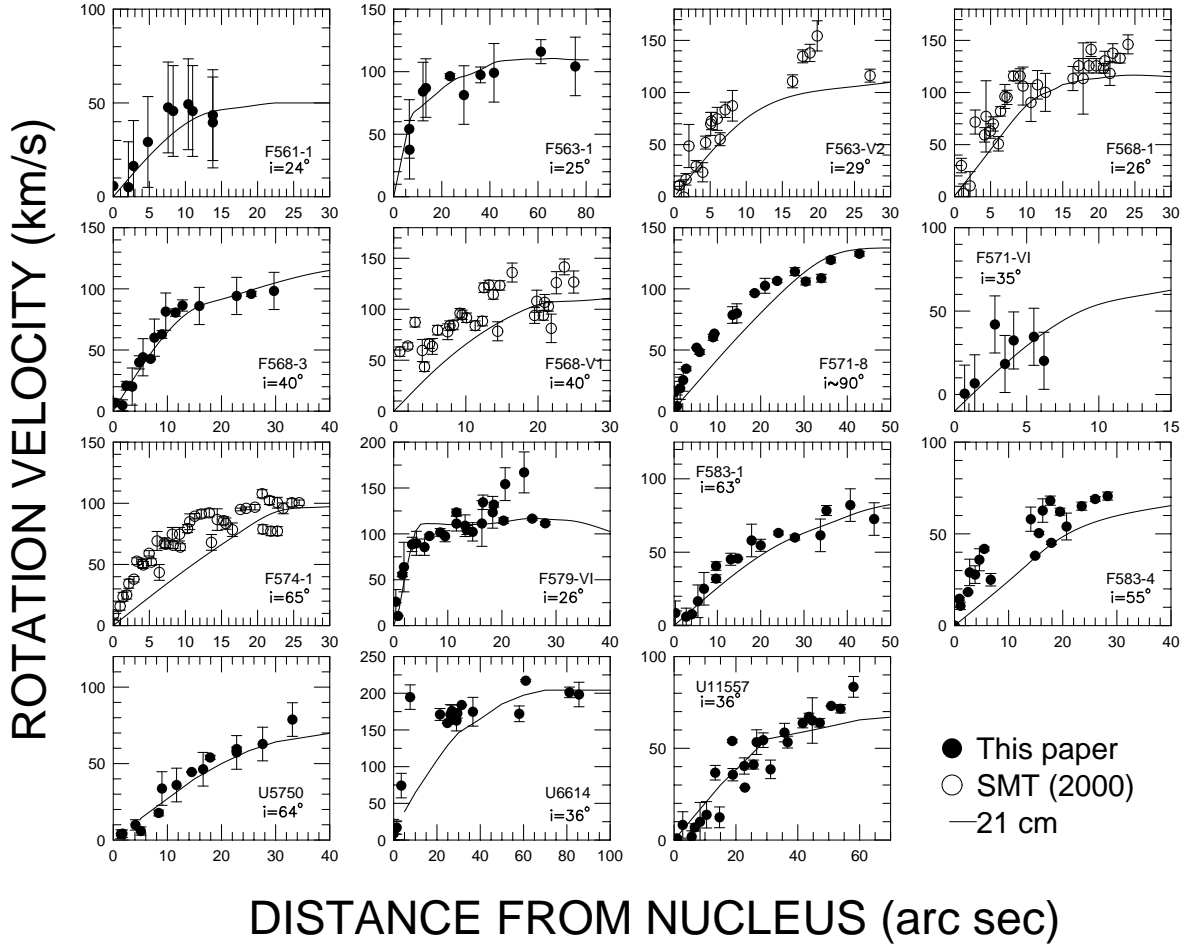 ROTATION VELOCITY (km/s)
100
50
0
0 5 10 15 20 25 30
F561-1
i=24°
150
100
50
0
0 20 40 60 80
F563-1
i=25°
150
100
50
0
0 5 10 15 20 25 30
F563-V2
i=29°
150
100
50
0
0 5 10 15 20 25 30
F568-1
i=26°
150
100
50
0
0 10 20 30 40
F568-3
i=40°
150
100
50
0
0 10 20 30
F568-V1
i=40°
150
100
50
0
0 10 20 30 40 50
F571-8
i~90°
100
50
0
0 5 10 15
F571-VI
i=35°
150
100
50
0
0 5 10 15 20 25 30
F574-1
i=65°
200
150
100
50
0
0 10 20 30 40
F579-VI
i=26°
100
50
0
0 10 20 30 40 50
F583-1
i=63°
100
50
0
0 10 20 30 40
F583-4
i=55°
100
50
0
0 10 20 30 40
U5750
i=64°
250
200
150
100
50
0
0 20 40 60 80 100
U6614
i=36°
100
50
0
0 20 40 60
U11557
i=36°
This paper
SMT (2000)
21 cm
DISTANCE FROM NUCLEUS (arc sec)